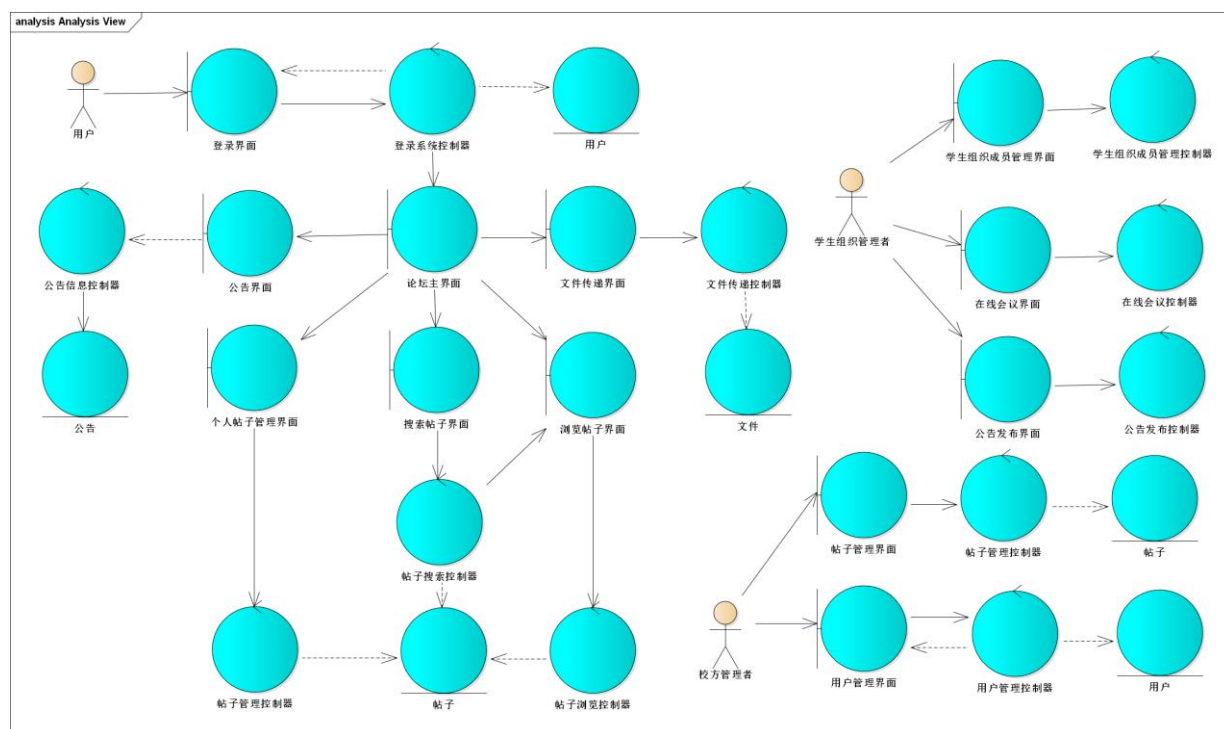 analysis Analysis View
用户
登录界面
登录系统控制器
用户
学生组织成员管理界面
学生组织成员管理控制器
公告信息控制器
公告界面
论坛主界面
文件传递界面
文件传递控制器
学生组织管理者
在线会议界面
在线会议控制器
公告
个人帖子管理界面
搜索帖子界面
浏览帖子界面
文件
公告发布界面
公告发布控制器
帖子搜索控制器
帖子管理界面
帖子管理控制器
帖子
帖子管理控制器
帖子
帖子浏览控制器
校方管理者
用户管理界面
用户管理控制器
用户